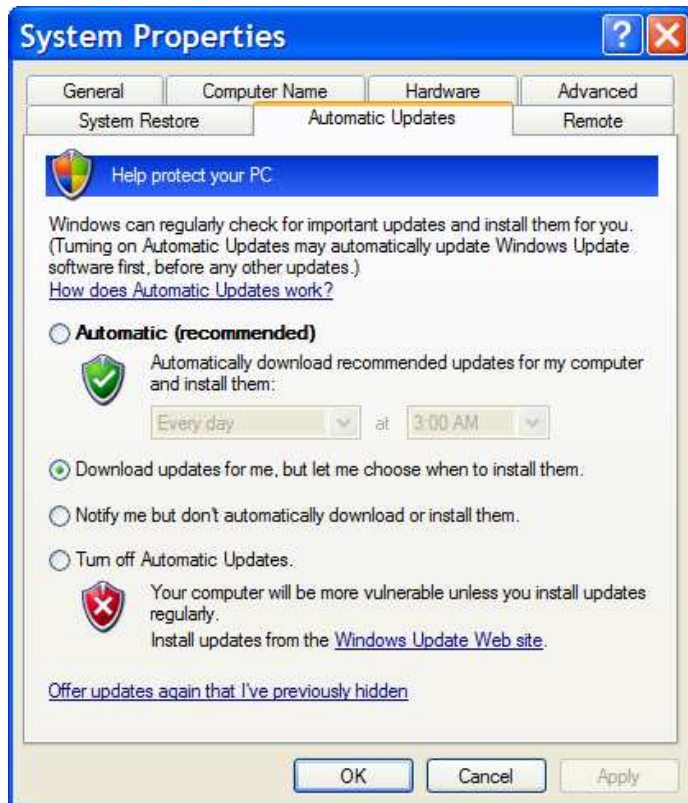 System Properties
?
X
General
Computer Name
Hardware
Advanced
System Restore
Automatic Updates
Remote
Help protect your PC
Windows can regularly check for important updates and install them for you.
(Turning on Automatic Updates may automatically update Windows Update
software first, before any other updates.)
How does Automatic Updates work?
Automatic (recommended)
Automatically download recommended updates for my computer
and install them:
Every day at 3:00 AM
Download updates for me, but let me choose when to install them.
Notify me but don't automatically download or install them.
Turn off Automatic Updates.
Your computer will be more vulnerable unless you install updates
regularly.
Install updates from the Windows Update Web site.
Offer updates again that I've previously hidden
OK
Cancel
Apply